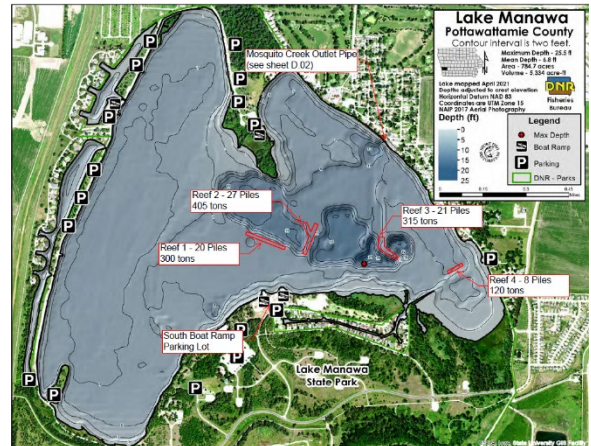 Lake Manawa
Pottawattamie County
Contour interval is two feet.
Maximum Depth - 25.5 ft
Mean Depth - 6.8 ft
Area - 784.7 acres
Volume - 5,334 acre-ft
Lake mapped April 2021
Depths adjusted to crest elevation
Horizontal Datum NAD 83
Coordinates are UTM Zone 15
NAIP 2017 Aerial Photography
DNR
Fisheries
Bureau
Depth (ft)
0
5
10
15
20
25
Legend
Max Depth
Boat Ramp
P Parking
DNR - Parks
Mosquito Creek Outlet Pipe
(see sheet D.02)
Reef 2 - 27 Piles
405 tons
Reef 3 - 21 Piles
315 tons
Reef 1 - 20 Piles
300 tons
Reef 4 - 8 Piles
120 tons
South Boat Ramp
Parking Lot
Lake Manawa
State Park
P
P
P
P
P
P
P
P
P
P
P
P
P
P